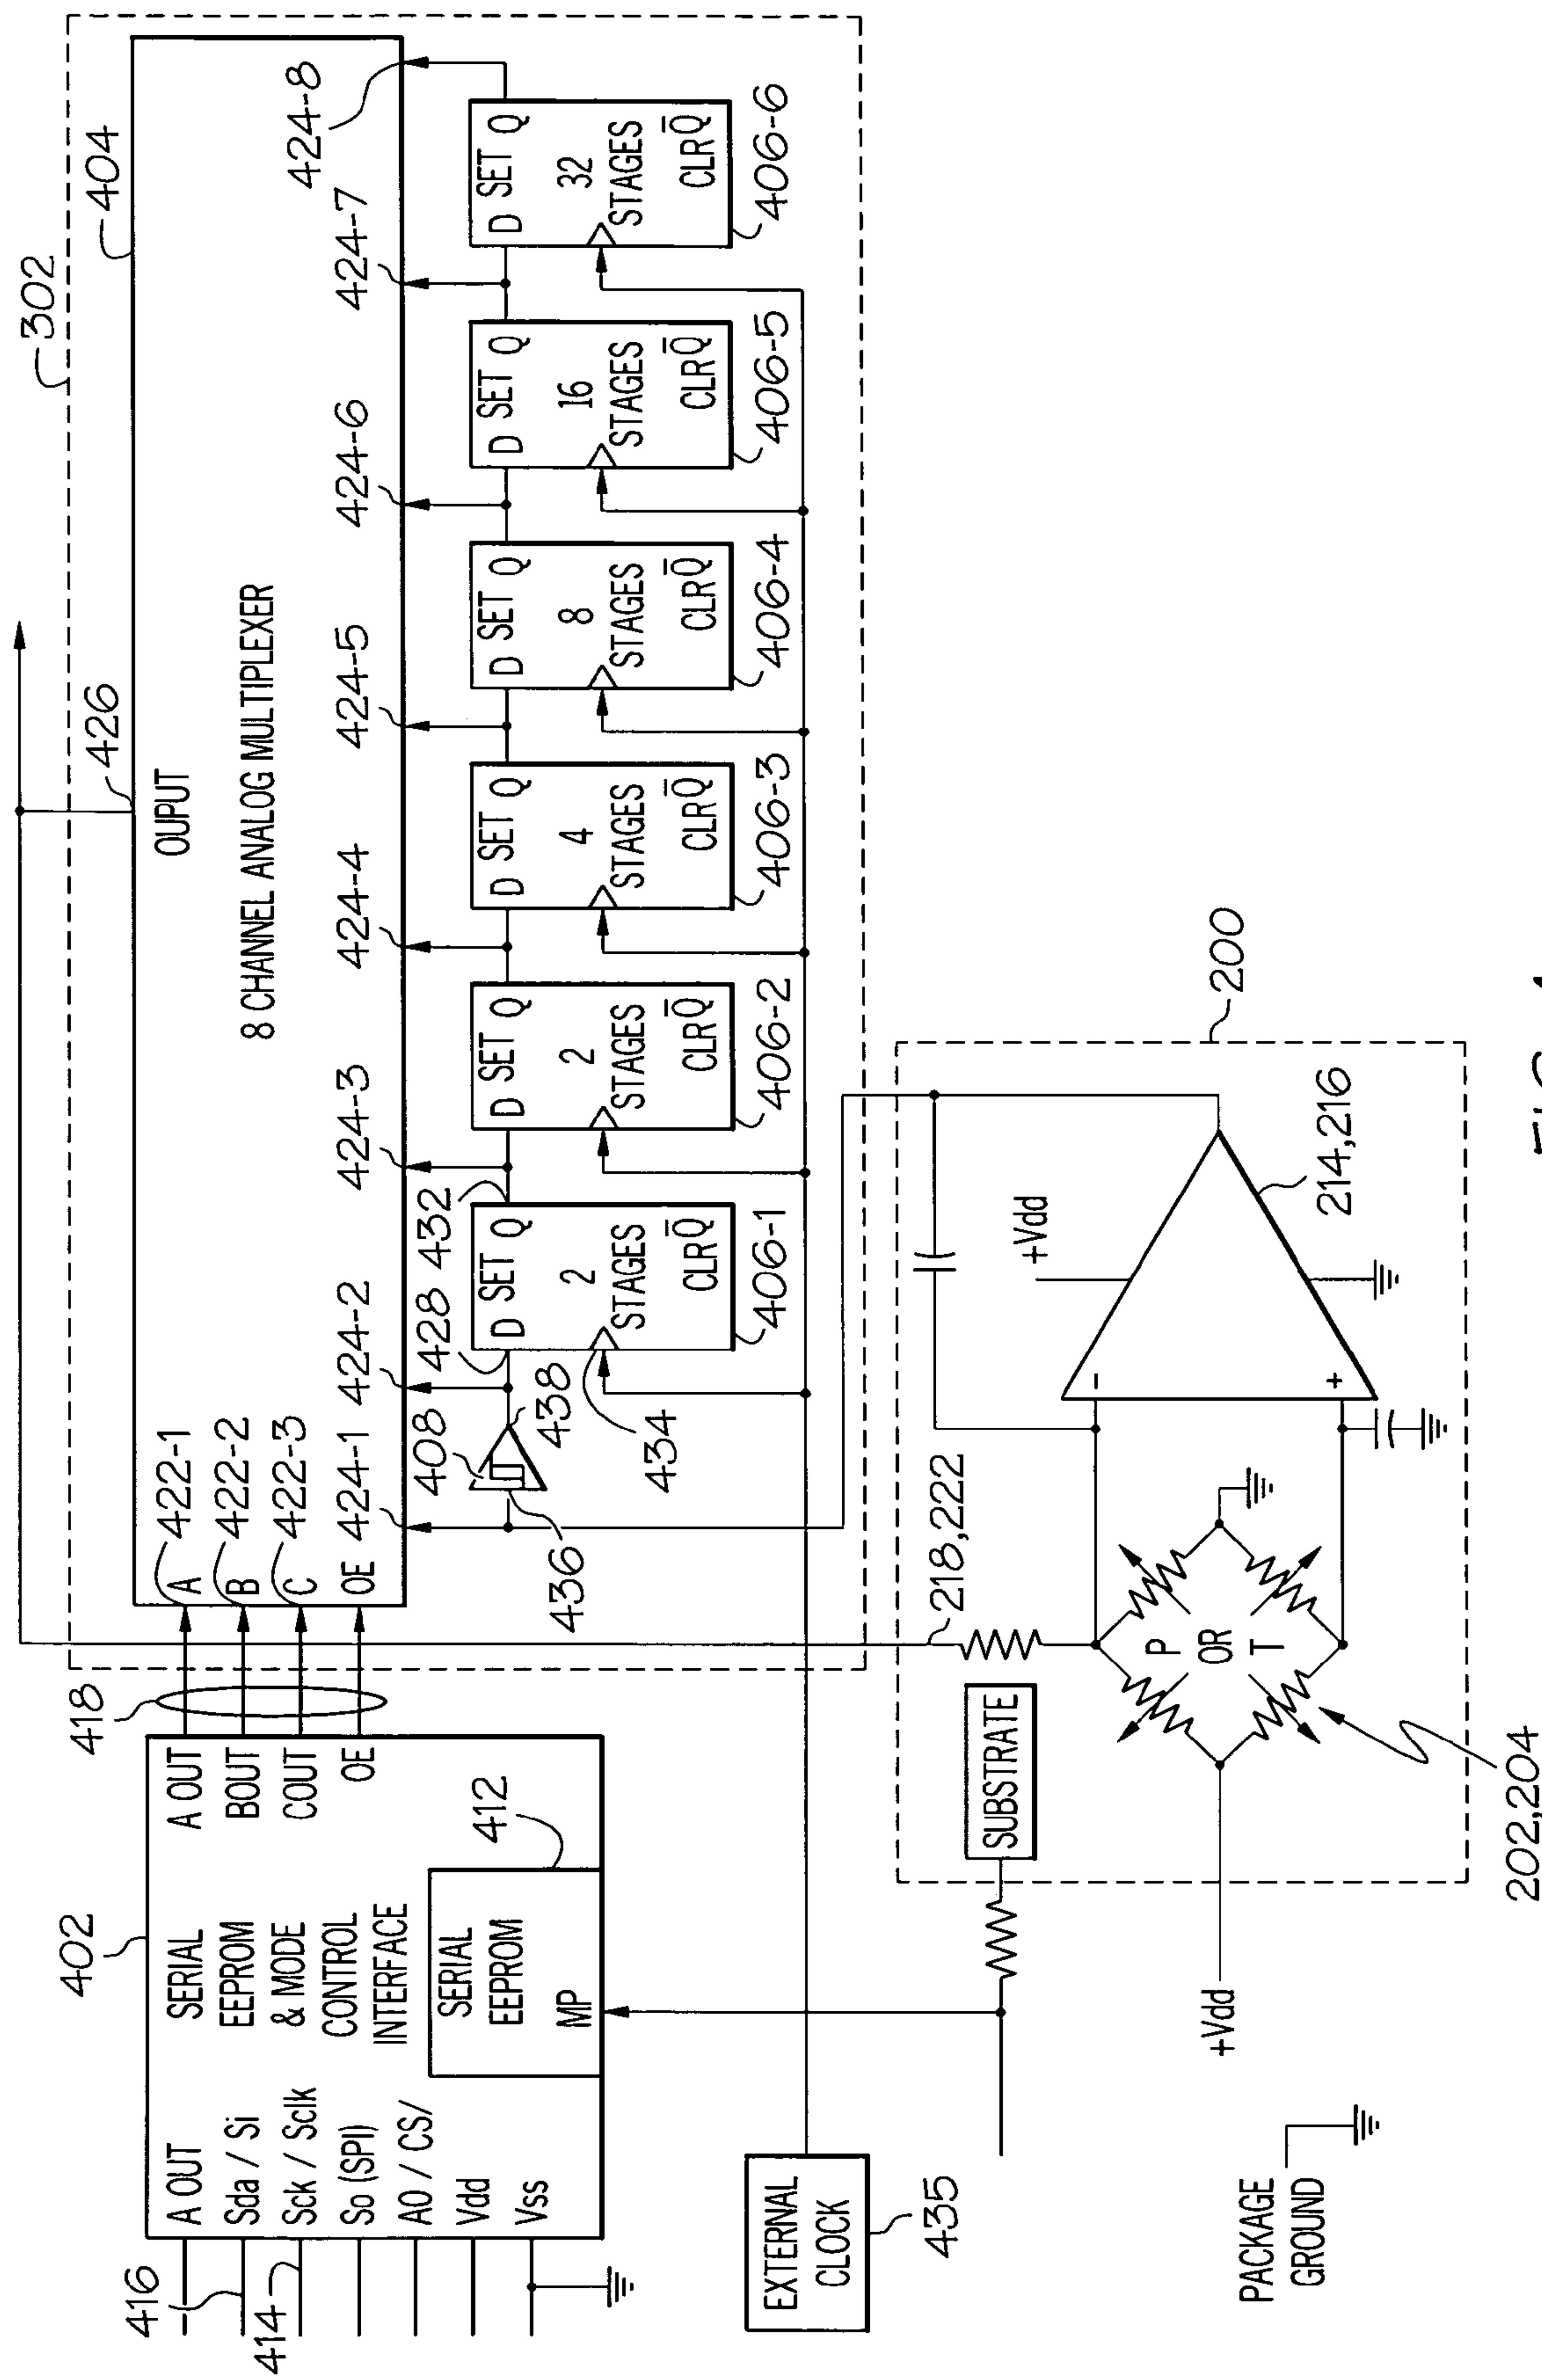 302
404
426
OUPUT
8 CHANNEL ANALOG MULTIPLEXER
418
422-1
422-2
422-3
A
B
C
OE
424-1
424-2
424-3
424-4
424-5
424-6
424-7
424-8
402
A OUT
BOUT
COUT
OE
SERIAL
EEPROM
& MODE
CONTROL
INTERFACE
412
SERIAL
EEPROM
MP
A OUT
Sda / Si
Sck / Sclk
So (SPI)
A0 / CS/
Vdd
Vss
416
414
408
436
438
428
432
434
D SET Q
2
STAGES
CLR Q̅
406-1
D SET Q
2
STAGES
CLR Q̅
406-2
D SET Q
4
STAGES
CLR Q̅
406-3
D SET Q
8
STAGES
CLR Q̅
406-4
D SET Q
16
STAGES
CLR Q̅
406-5
D SET Q
32
STAGES
CLR Q̅
406-6
EXTERNAL
CLOCK
435
218,222
200
SUBSTRATE
P
OR
T
+Vdd
-
+
214,216
+Vdd
202,204
PACKAGE
GROUND